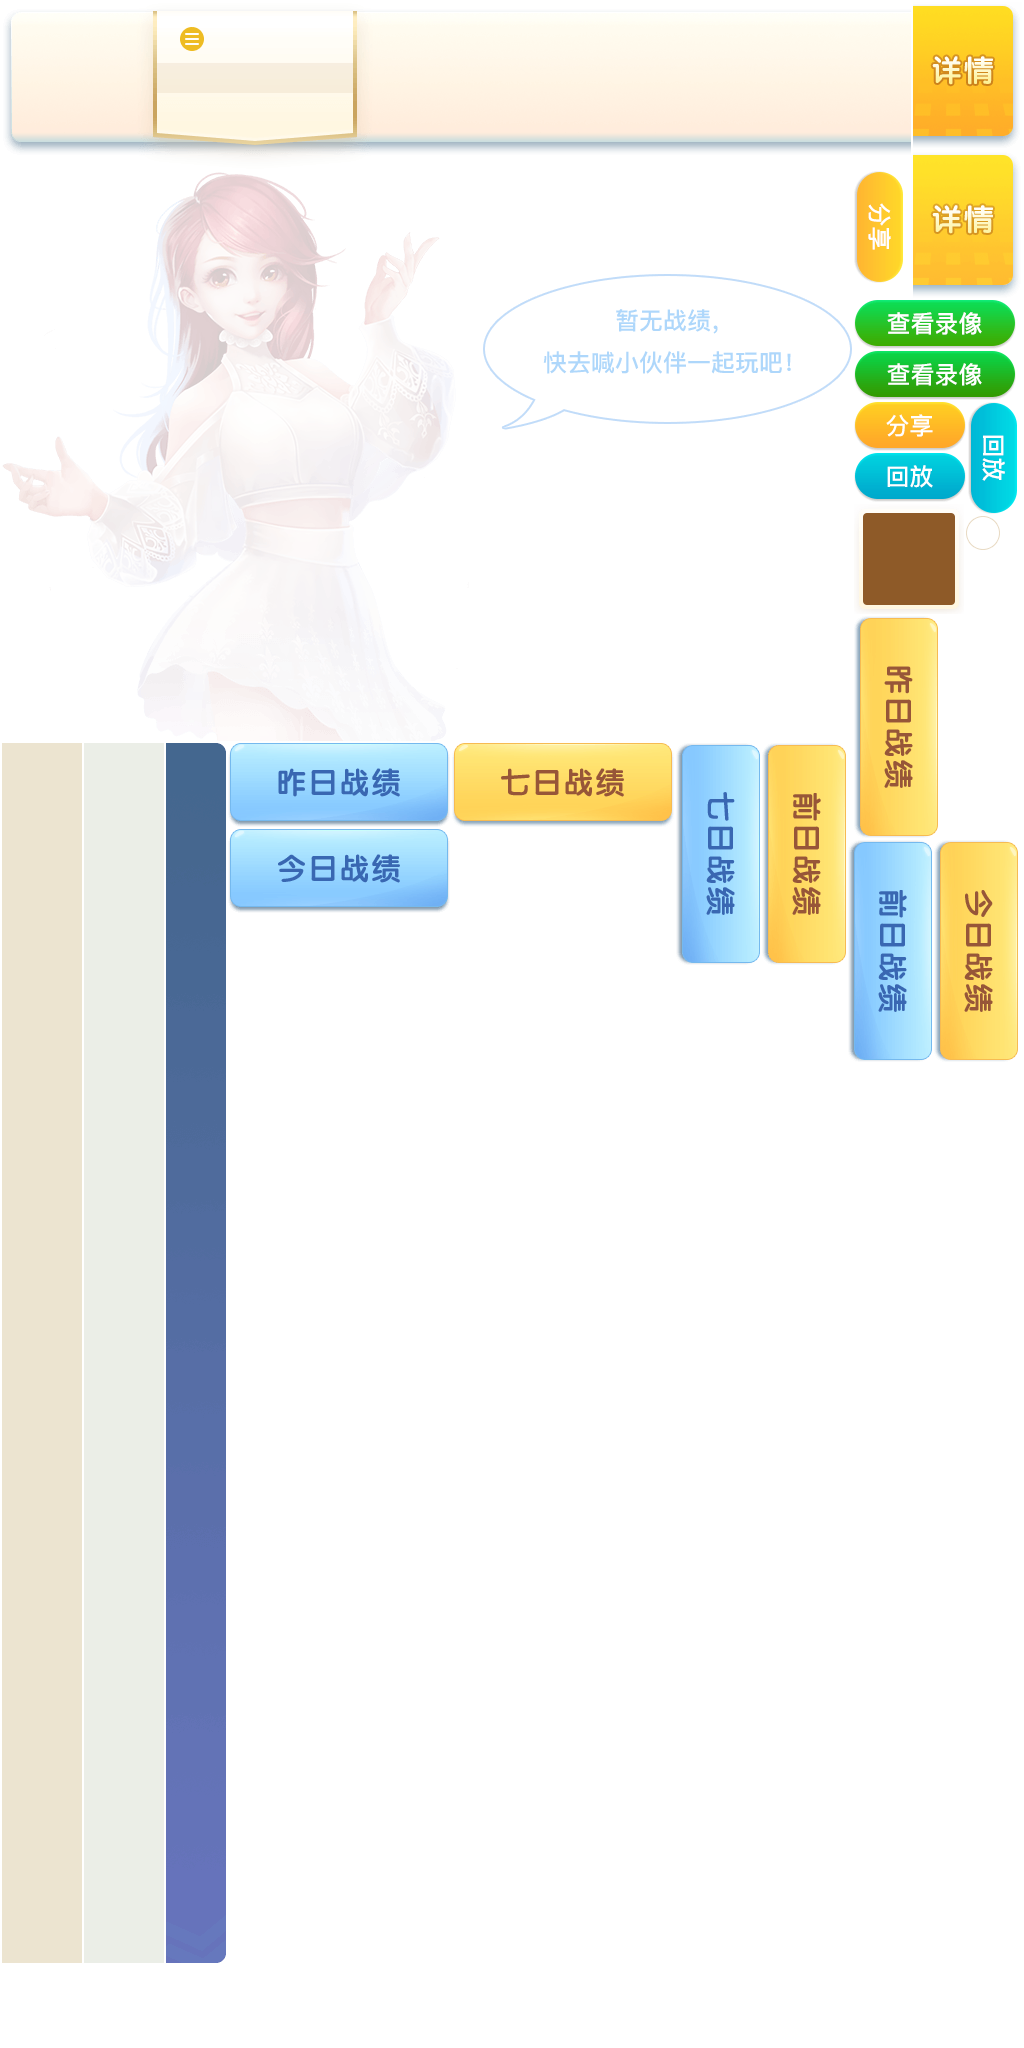 详情
详情
分享
暂无战绩，
快去喊小伙伴一起玩吧！
查看录像
查看录像
分享
回放
回放
昨日战绩
昨日战绩
七日战绩
七日战绩
前日战绩
今日战绩
前日战绩
今日战绩